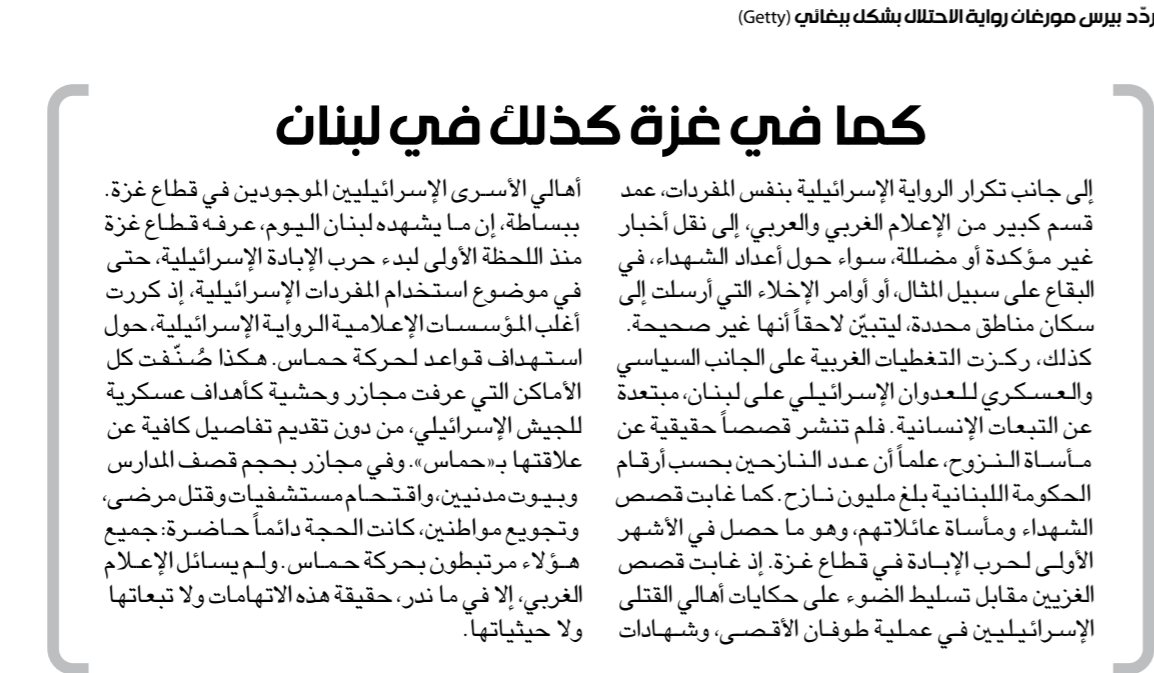 ردّد بيرس مورغان رواية الاحتلال بشكل ببغائي (Getty)
كما في غزة كذلك في لبنان
إلى جانب تكرار الرواية الإسرائيلية بنفس المفردات، عمد
قسم كبير من الإعلام الغربي والعربي، إلى نقل أخبار
غير مؤكدة أو مضللة، سواء حول أعداد الشهداء، في
البقاع على سبيل المثال، أو أوامر الإخلاء التي أرسلت إلى
سكان مناطق محددة، ليتبيّن لاحقاً أنها غير صحيحة.
كذلك، ركزت التغطيات الغربية على الجانب السياسي
والعسكري للعدوان الإسرائيلي على لبنان، مبتعدة
عن التبعات الإنسانية. فلم تنشر قصصاً حقيقية عن
مأساة النزوح، علماً أن عدد النازحين بحسب أرقام
الحكومة اللبنانية بلغ مليون نازح. كما غابت قصص
الشهداء ومأساة عائلاتهم، وهو ما حصل في الأشهر
الأولى لحرب الإبادة في قطاع غزة. إذ غابت قصص
الغزيين مقابل تسليط الضوء على حكايات أهالي القتلى
الإسرائيليين في عملية طوفان الأقصى، وشهادات
أهالي الأسرى الإسرائيليين الموجودين في قطاع غزة.
ببساطة، إن ما يشهده لبنان اليوم، عرفه قطاع غزة
منذ اللحظة الأولى لبدء حرب الإبادة الإسرائيلية، حتى
في موضوع استخدام المفردات الإسرائيلية، إذ كررت
أغلب المؤسسات الإعلامية الرواية الإسرائيلية، حول
استهداف قواعد لحركة حماس. هكذا صُنّفت كل
الأماكن التي عرفت مجازر وحشية كأهداف عسكرية
للجيش الإسرائيلي، من دون تقديم تفاصيل كافية عن
علاقتها بـ«حماس». وفي مجازر بحجم قصف المدارس
وبيوت مدنيين، واقتحام مستشفيات وقتل مرضى،
وتجويع مواطنين، كانت الحجة دائماً حاضرة: جميع
هؤلاء مرتبطون بحركة حماس. ولم يسائل الإعلام
الغربي، إلا في ما ندر، حقيقة هذه الاتهامات ولا تبعاتها
ولا حيثياتها.